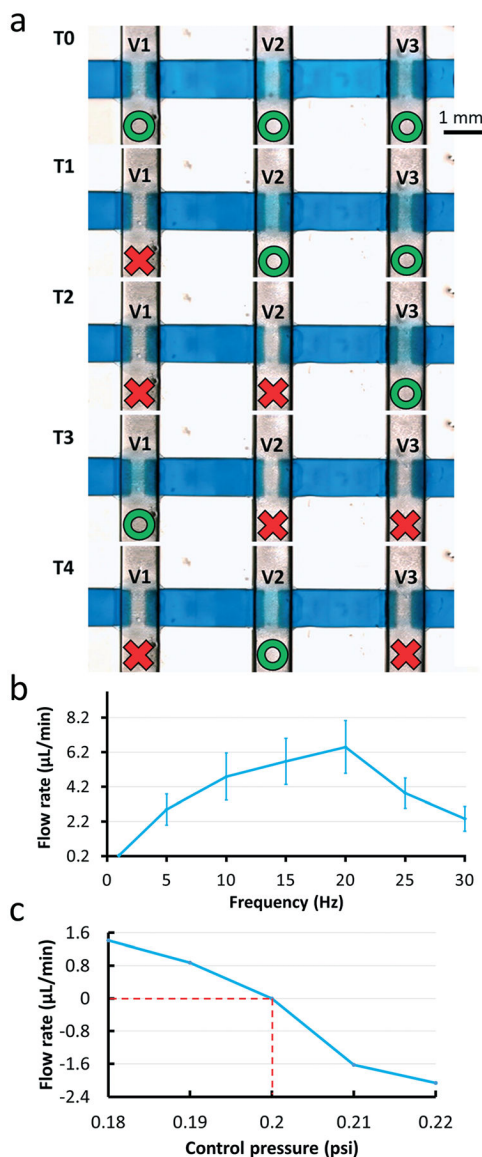 a
T0
V1 V2 V3
1 mm
T1
V1 V2 V3
T2
V1 V2 V3
T3
V1 V2 V3
T4
V1 V2 V3
b
Flow rate (µL/min)
8.2
6.2
4.2
2.2
0.2
0 5 10 15 20 25 30
Frequency (Hz)
c
Flow rate (µL/min)
1.6
0.8
0
-0.8
-1.6
-2.4
0.18 0.19 0.2 0.21 0.22
Control pressure (psi)